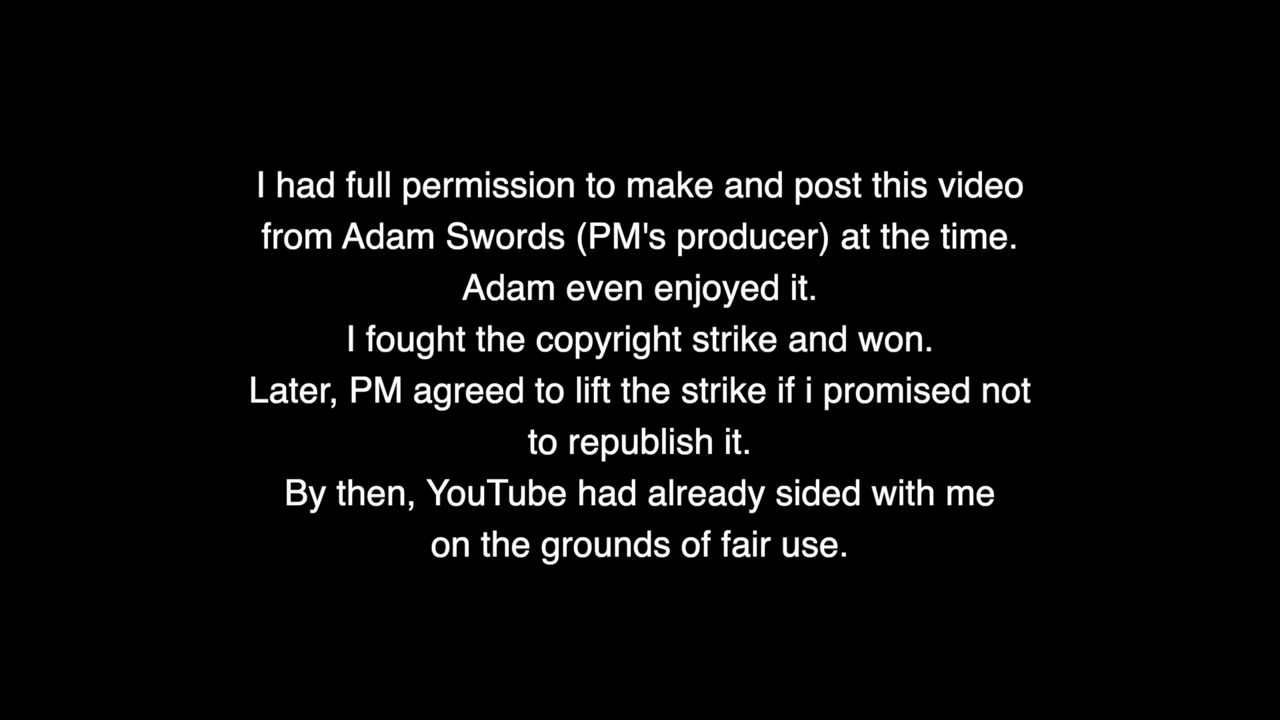 I had full permission to make and post this video
from Adam Swords (PM's producer) at the time.
Adam even enjoyed it.
I fought the copyright strike and won.
Later, PM agreed to lift the strike if i promised not
to republish it.
By then, YouTube had already sided with me
on the grounds of fair use.